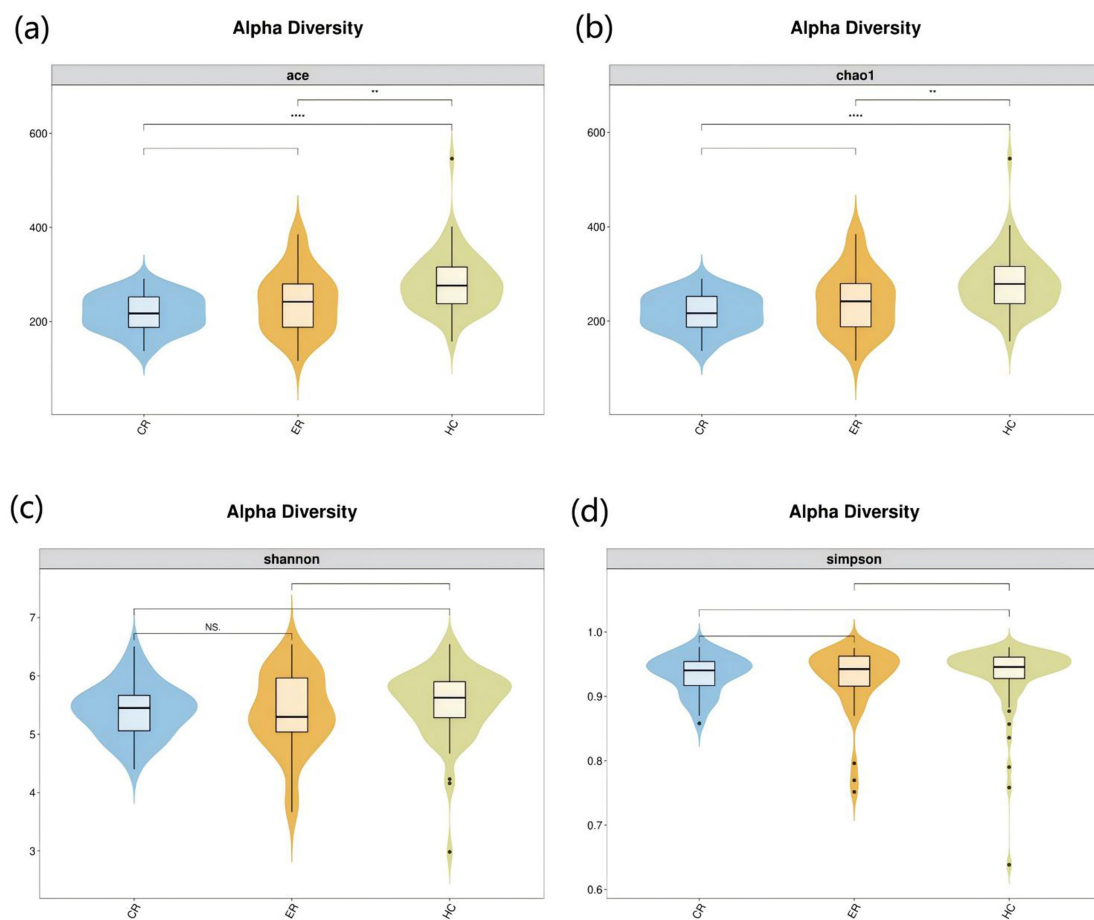 (a)
Alpha Diversity
ace
**
****
600
400
200
CR
ER
HC
(b)
Alpha Diversity
chao1
**
****
600
400
200
CR
ER
HC
(c)
Alpha Diversity
shannon
NS.
7
6
5
4
3
CR
ER
HC
(d)
Alpha Diversity
simpson
1.0
0.9
0.8
0.7
0.6
CR
ER
HC